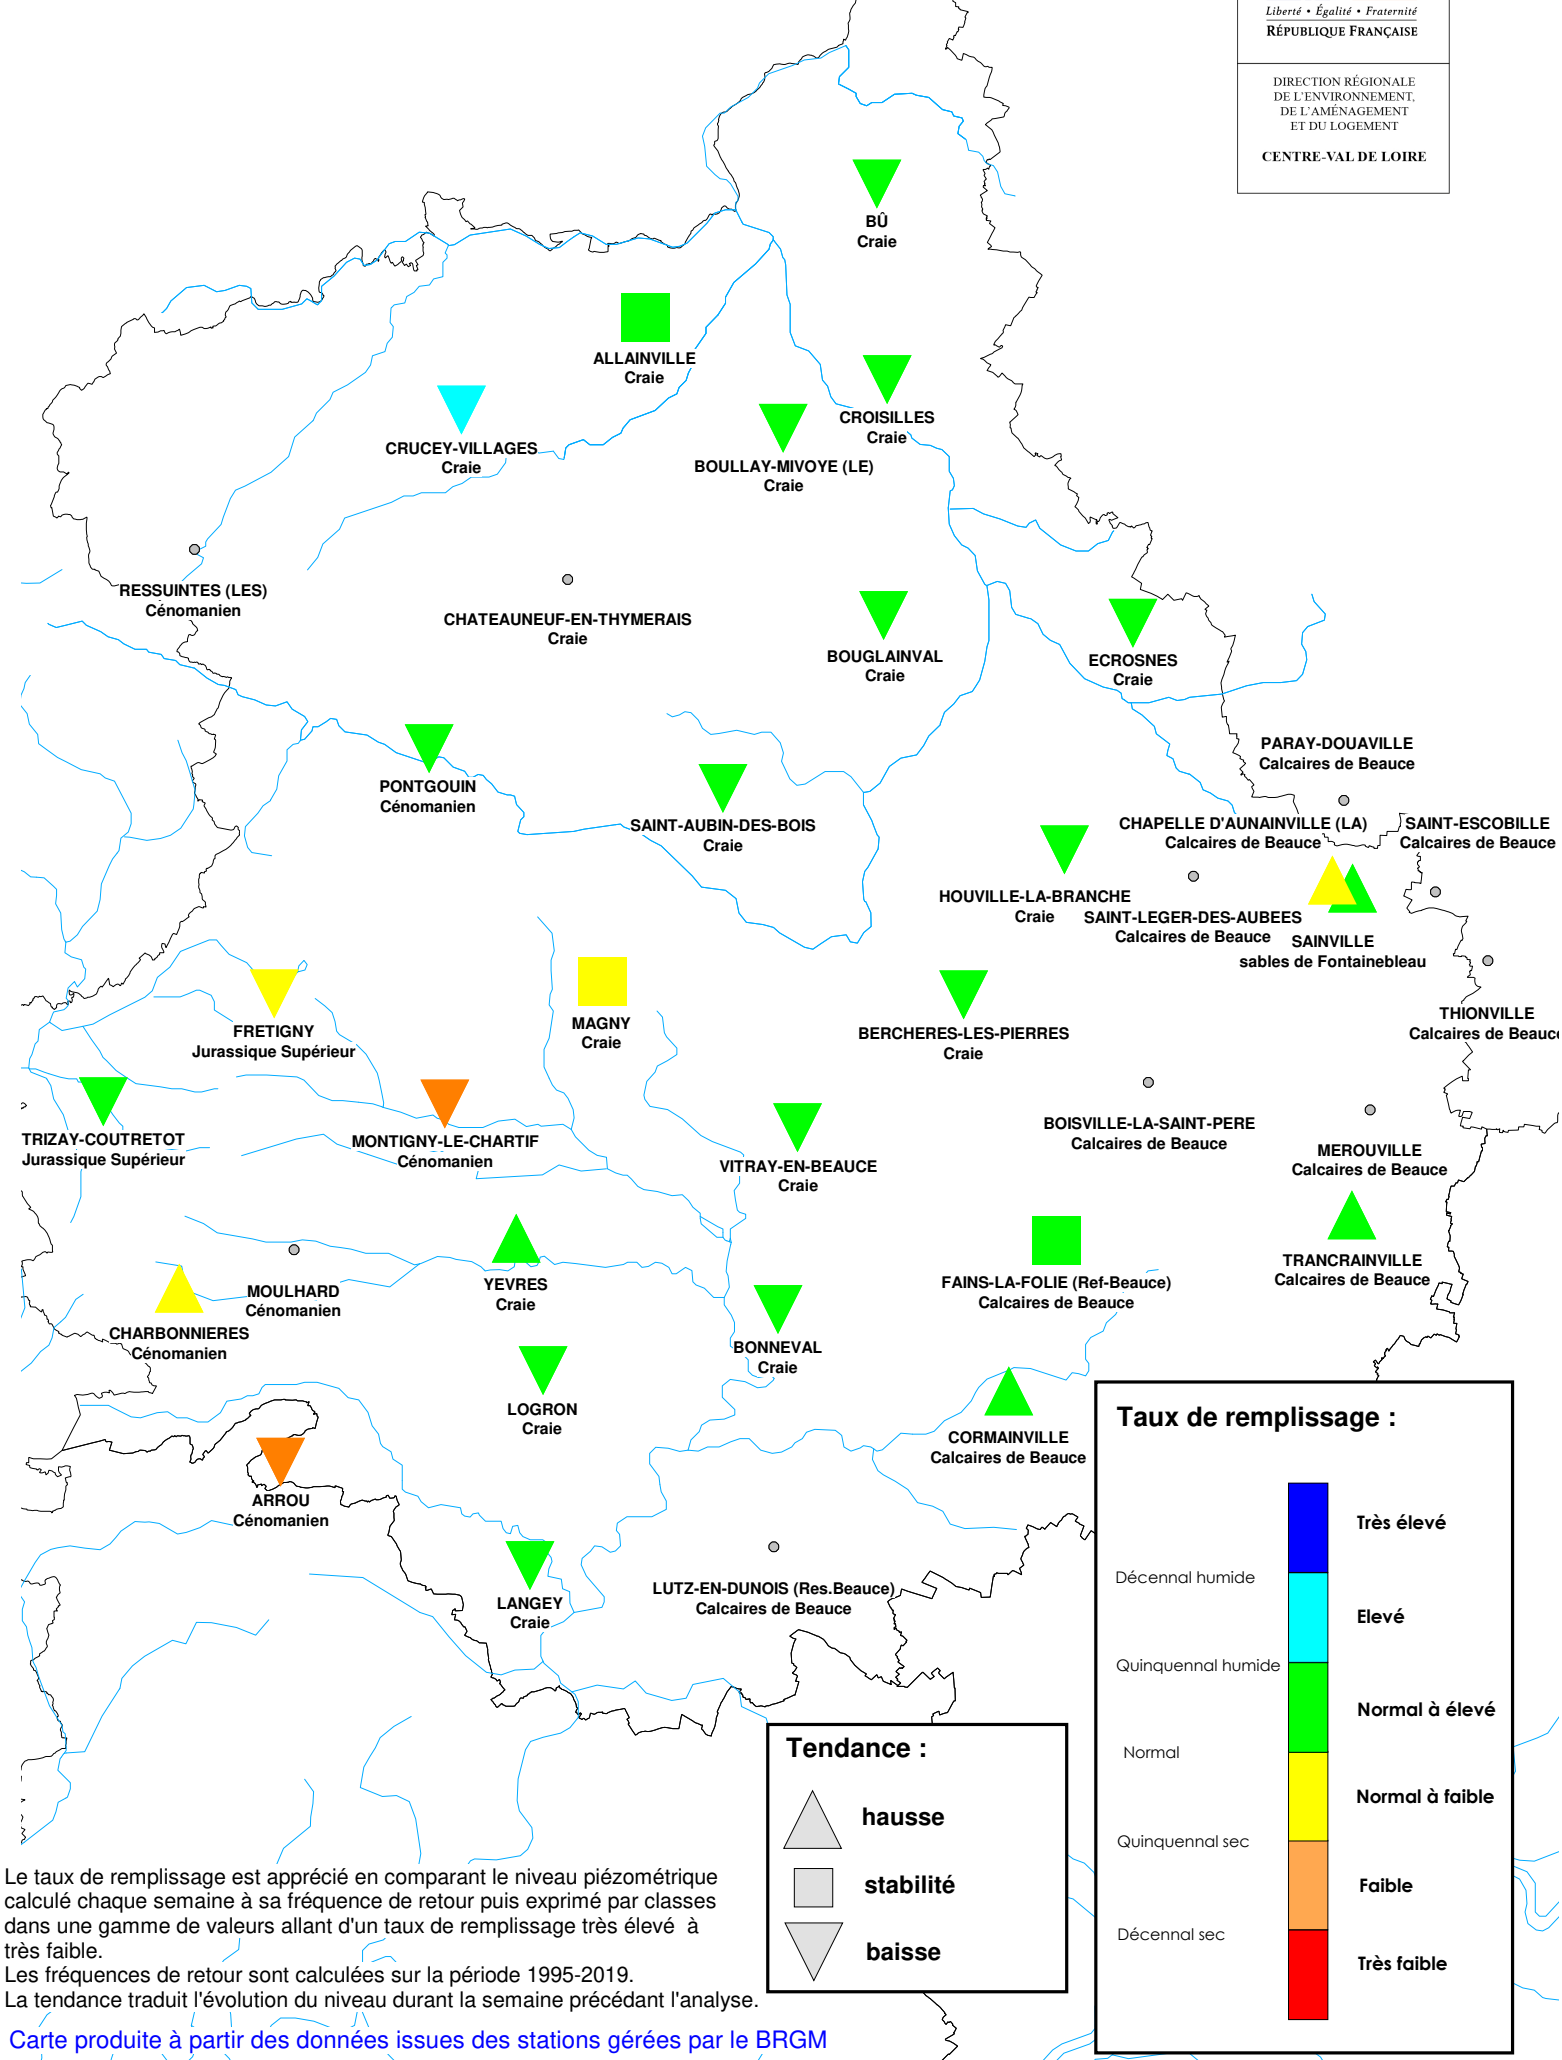 Liberté • Égalité • Fraternité
RÉPUBLIQUE FRANÇAISE
DIRECTION RÉGIONALE
DE L'ENVIRONNEMENT,
DE L'AMÉNAGEMENT
ET DU LOGEMENT
CENTRE-VAL DE LOIRE
BÛ
Craie
ALLAINVILLE
Craie
CROISILLES
Craie
CRUCEY-VILLAGES
Craie
BOULLAY-MIVOYE (LE)
Craie
RESSUINTES (LES)
Cénomanien
CHATEAUNEUF-EN-THYMERAIS
Craie
BOUGLAINVAL
Craie
ECROSNES
Craie
PARAY-DOUAVILLE
Calcaires de Beauce
PONTGOUIN
Cénomanien
SAINT-AUBIN-DES-BOIS
Craie
CHAPELLE D'AUNAINVILLE (LA)
Calcaires de Beauce
SAINT-ESCOBILLE
Calcaires de Beauce
HOUVILLE-LA-BRANCHE
Craie
SAINT-LEGER-DES-AUBEES
Calcaires de Beauce
SAINVILLE
sables de Fontainebleau
FRETIGNY
Jurassique Supérieur
MAGNY
Craie
BERCHERES-LES-PIERRES
Craie
THIONVILLE
Calcaires de Beauce
TRIZAY-COUTRETOT
Jurassique Supérieur
MONTIGNY-LE-CHARTIF
Cénomanien
VITRAY-EN-BEAUCE
Craie
BOISVILLE-LA-SAINT-PERE
Calcaires de Beauce
MEROUVILLE
Calcaires de Beauce
MOULHARD
Cénomanien
YEVRES
Craie
FAINS-LA-FOLIE (Ref-Beauce)
Calcaires de Beauce
TRANCRAINVILLE
Calcaires de Beauce
CHARBONNIERES
Cénomanien
BONNEVAL
Craie
LOGRON
Craie
CORMAINVILLE
Calcaires de Beauce
ARROU
Cénomanien
LANGEY
Craie
LUTZ-EN-DUNOIS (Res.Beauce)
Calcaires de Beauce
Taux de remplissage :
Très élevé
Décennal humide
Elevé
Quinquennal humide
Normal à élevé
Normal
Normal à faible
Quinquennal sec
Faible
Décennal sec
Très faible
Tendance :
hausse
stabilité
baisse
Le taux de remplissage est apprécié en comparant le niveau piézométrique
calculé chaque semaine à sa fréquence de retour puis exprimé par classes
dans une gamme de valeurs allant d'un taux de remplissage très élevé à
très faible.
Les fréquences de retour sont calculées sur la période 1995-2019.
La tendance traduit l'évolution du niveau durant la semaine précédant l'analyse.
Carte produite à partir des données issues des stations gérées par le BRGM